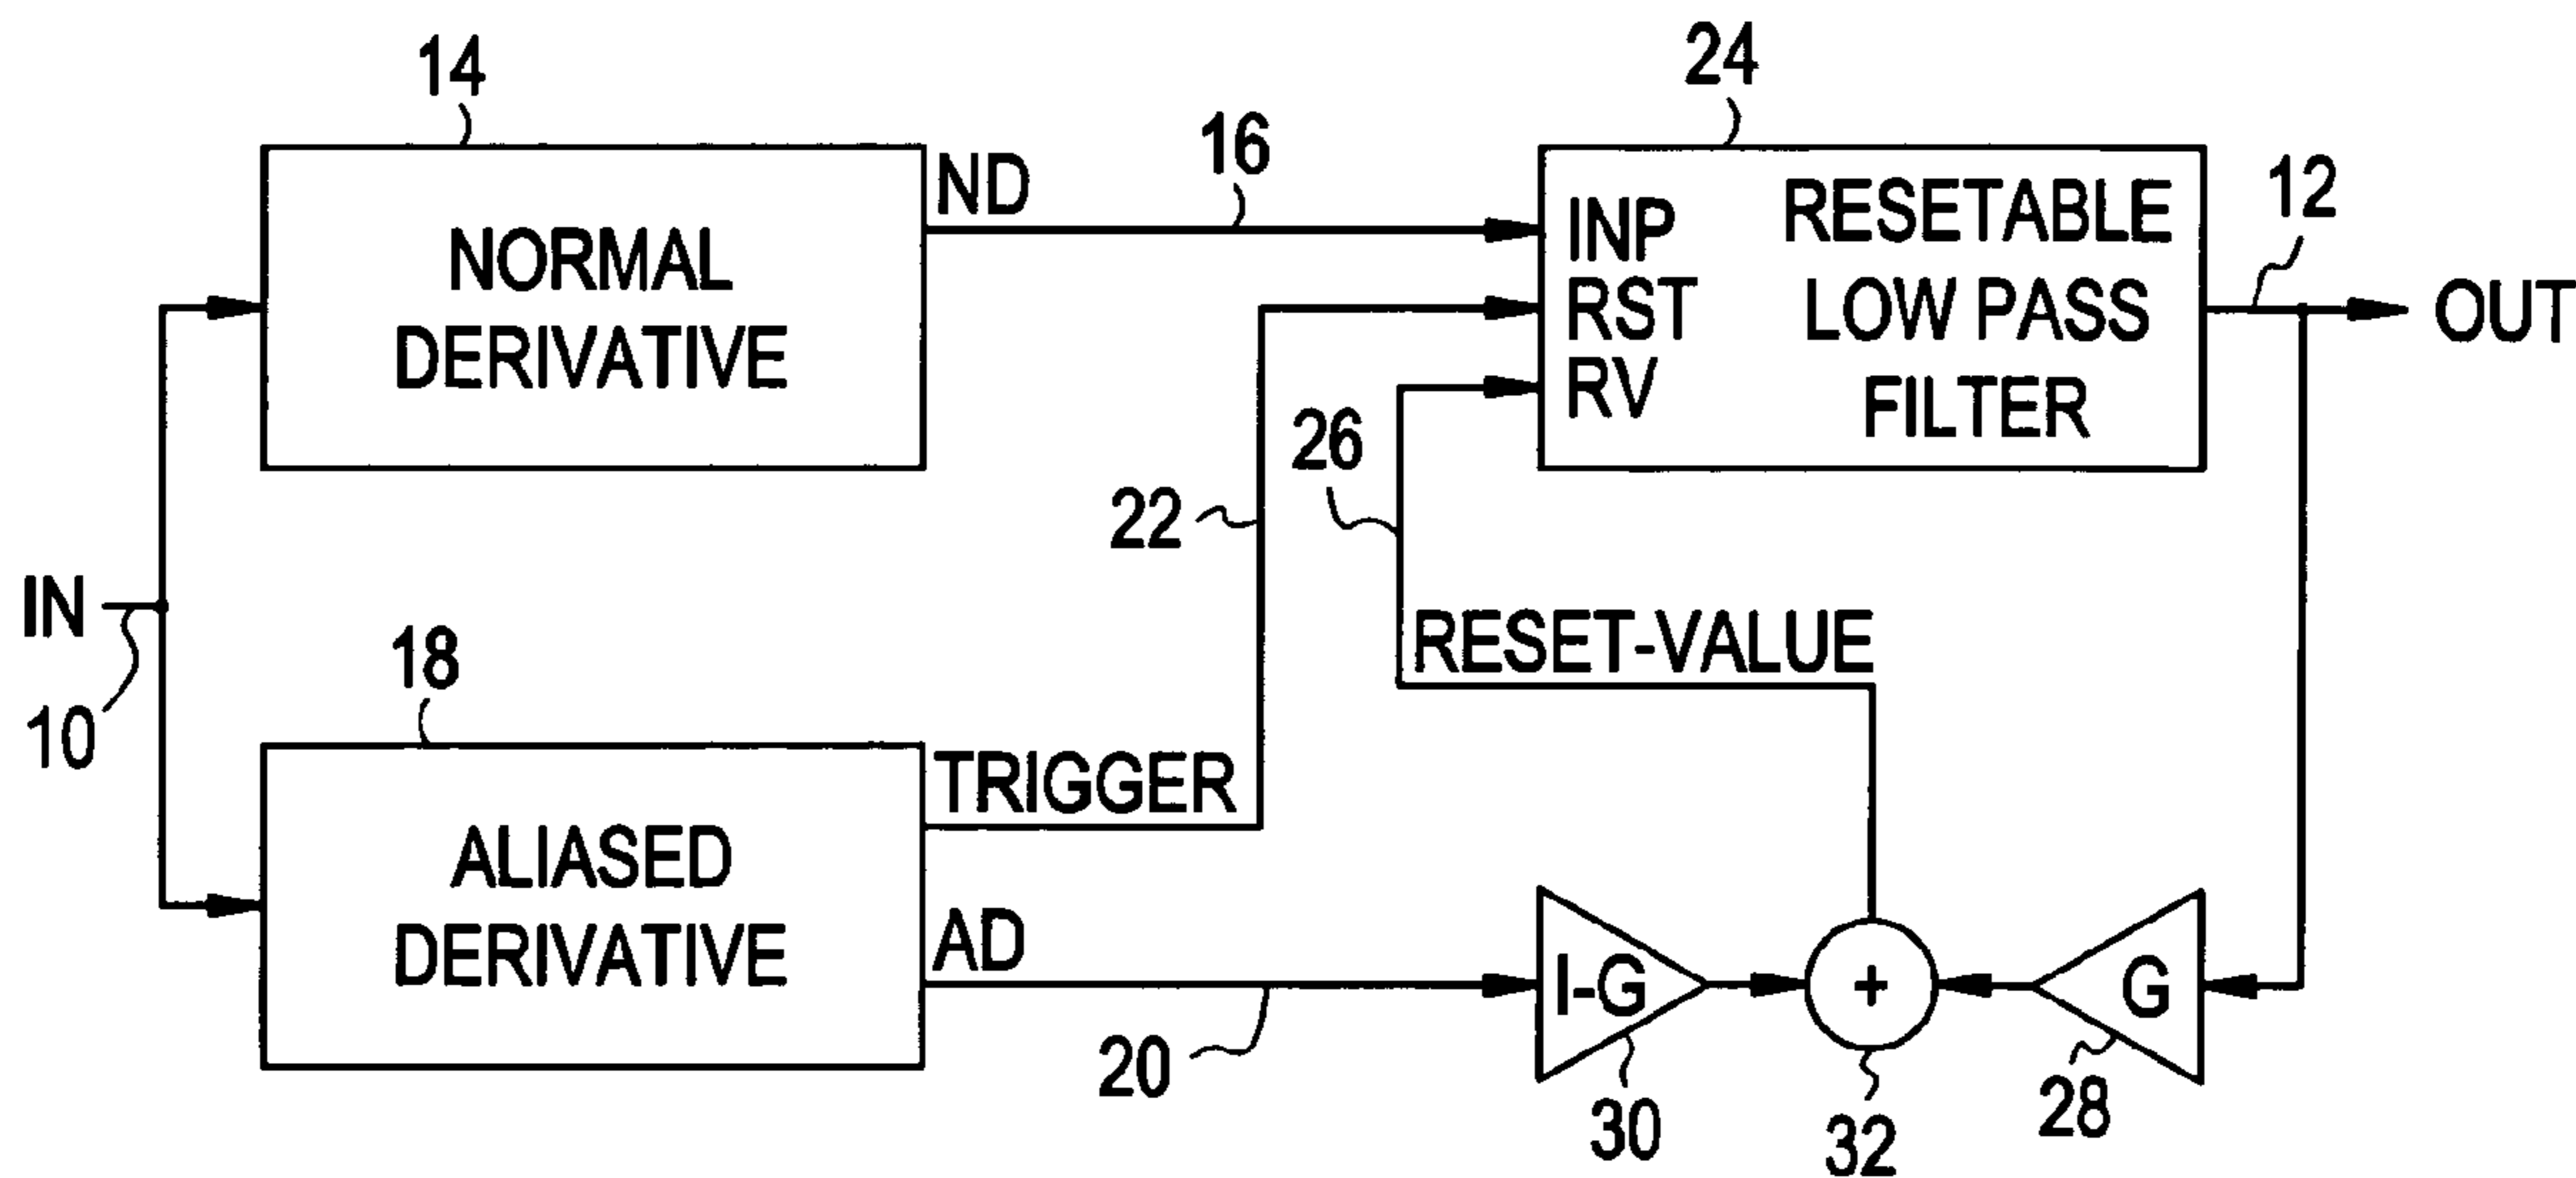 14
24
ND
16
12
NORMAL
DERIVATIVE
INP
RST
RV
RESETABLE
LOW PASS
FILTER
OUT
26
22
IN
10
18
RESET-VALUE
TRIGGER
ALIASED
DERIVATIVE
AD
I-G
+
G
20
30
32
28